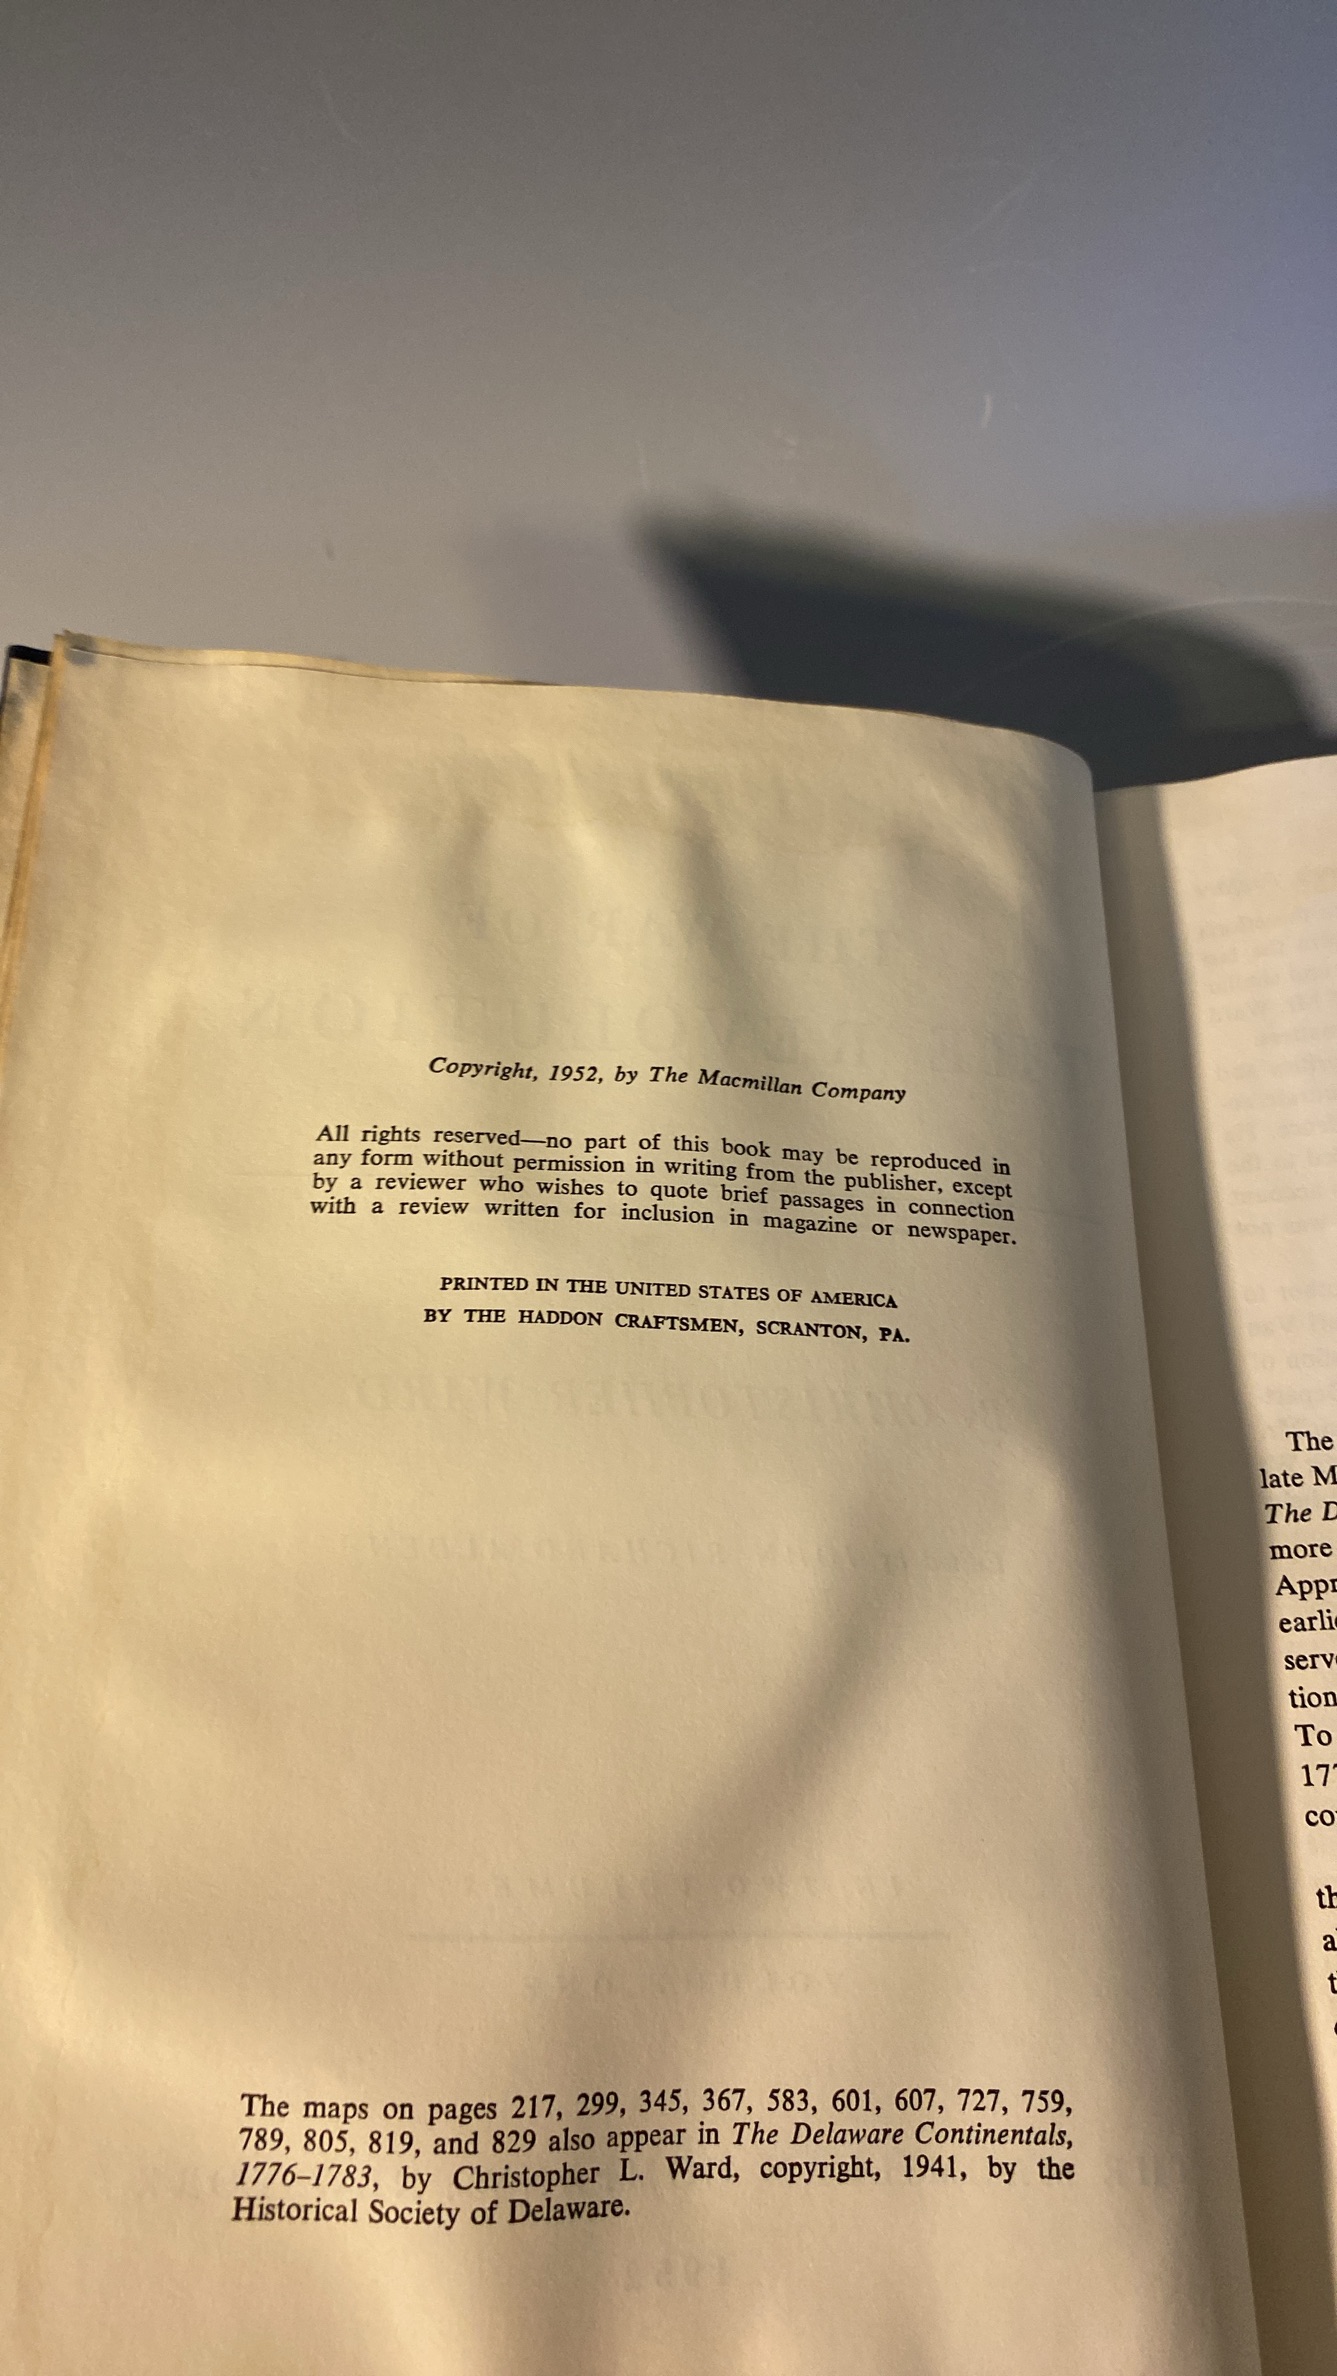 Copyright, 1952, by The Macmillan Company
All rights reserved—no part of this book may be reproduced in
any form without permission in writing from the publisher, except
by a reviewer who wishes to quote brief passages in connection
with a review written for inclusion in magazine or newspaper.
PRINTED IN THE UNITED STATES OF AMERICA
BY THE HADDON CRAFTSMEN, SCRANTON, PA.
The maps on pages 217, 299, 345, 367, 583, 601, 607, 727, 759,
789, 805, 819, and 829 also appear in The Delaware Continentals,
1776–1783, by Christopher L. Ward, copyright, 1941, by the
Historical Society of Delaware.
The
late M
The D
more
To